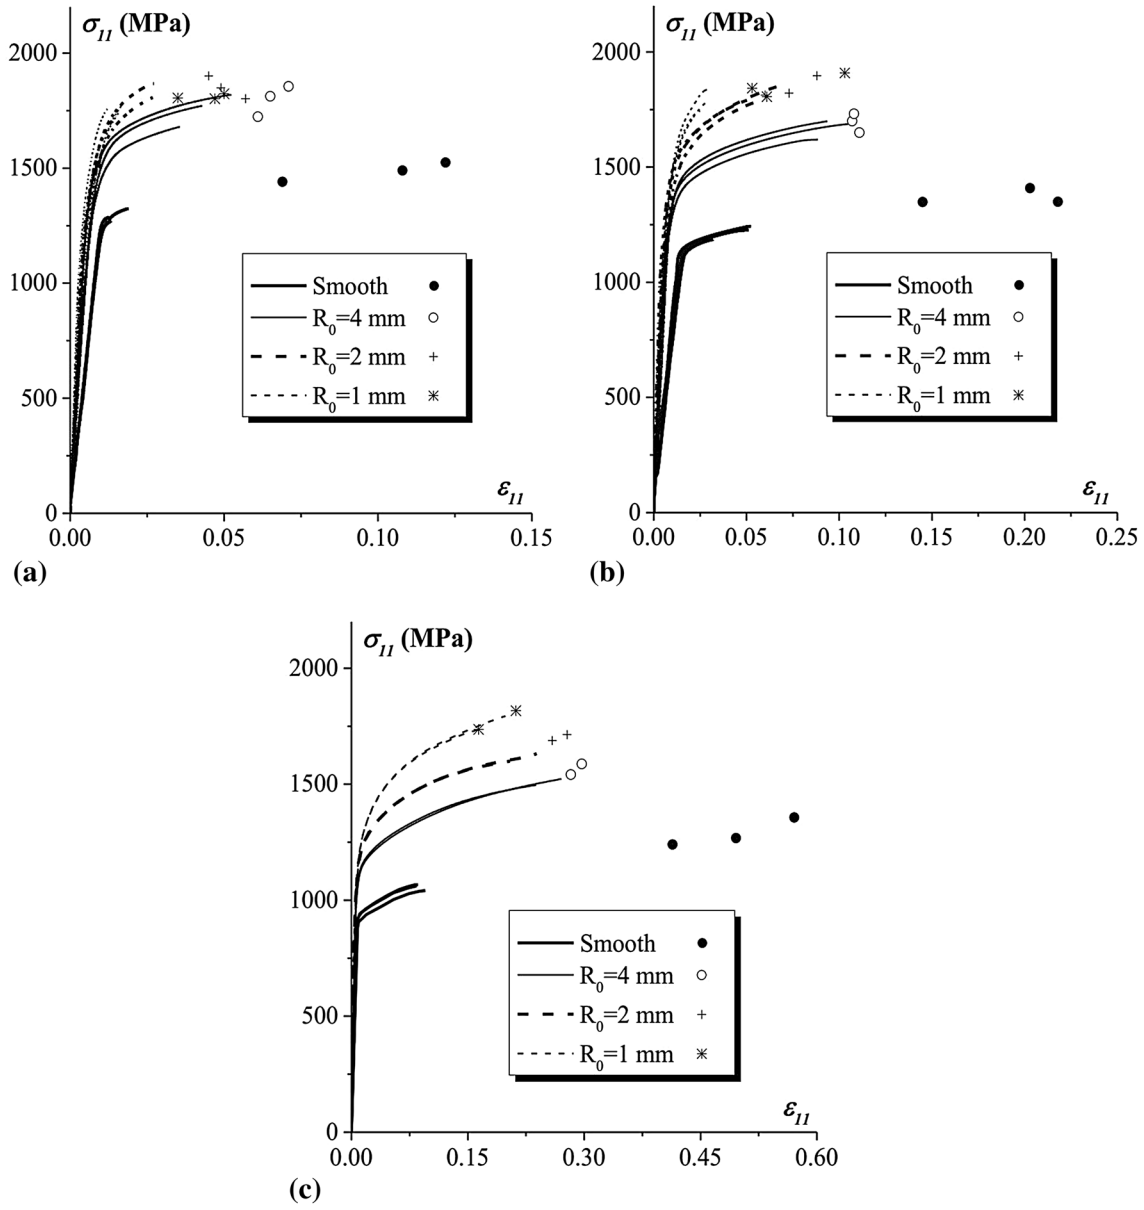 σ₁₁ (MPa)
2000
1500
1000
500
0
Smooth
R₀=4 mm
R₀=2 mm
R₀=1 mm
ε₁₁
0.00 0.05 0.10 0.15
(a)
σ₁₁ (MPa)
2000
1500
1000
500
0
Smooth
R₀=4 mm
R₀=2 mm
R₀=1 mm
ε₁₁
0.00 0.05 0.10 0.15 0.20 0.25
(b)
σ₁₁ (MPa)
2000
1500
1000
500
0
Smooth
R₀=4 mm
R₀=2 mm
R₀=1 mm
ε₁₁
0.00 0.15 0.30 0.45 0.60
(c)